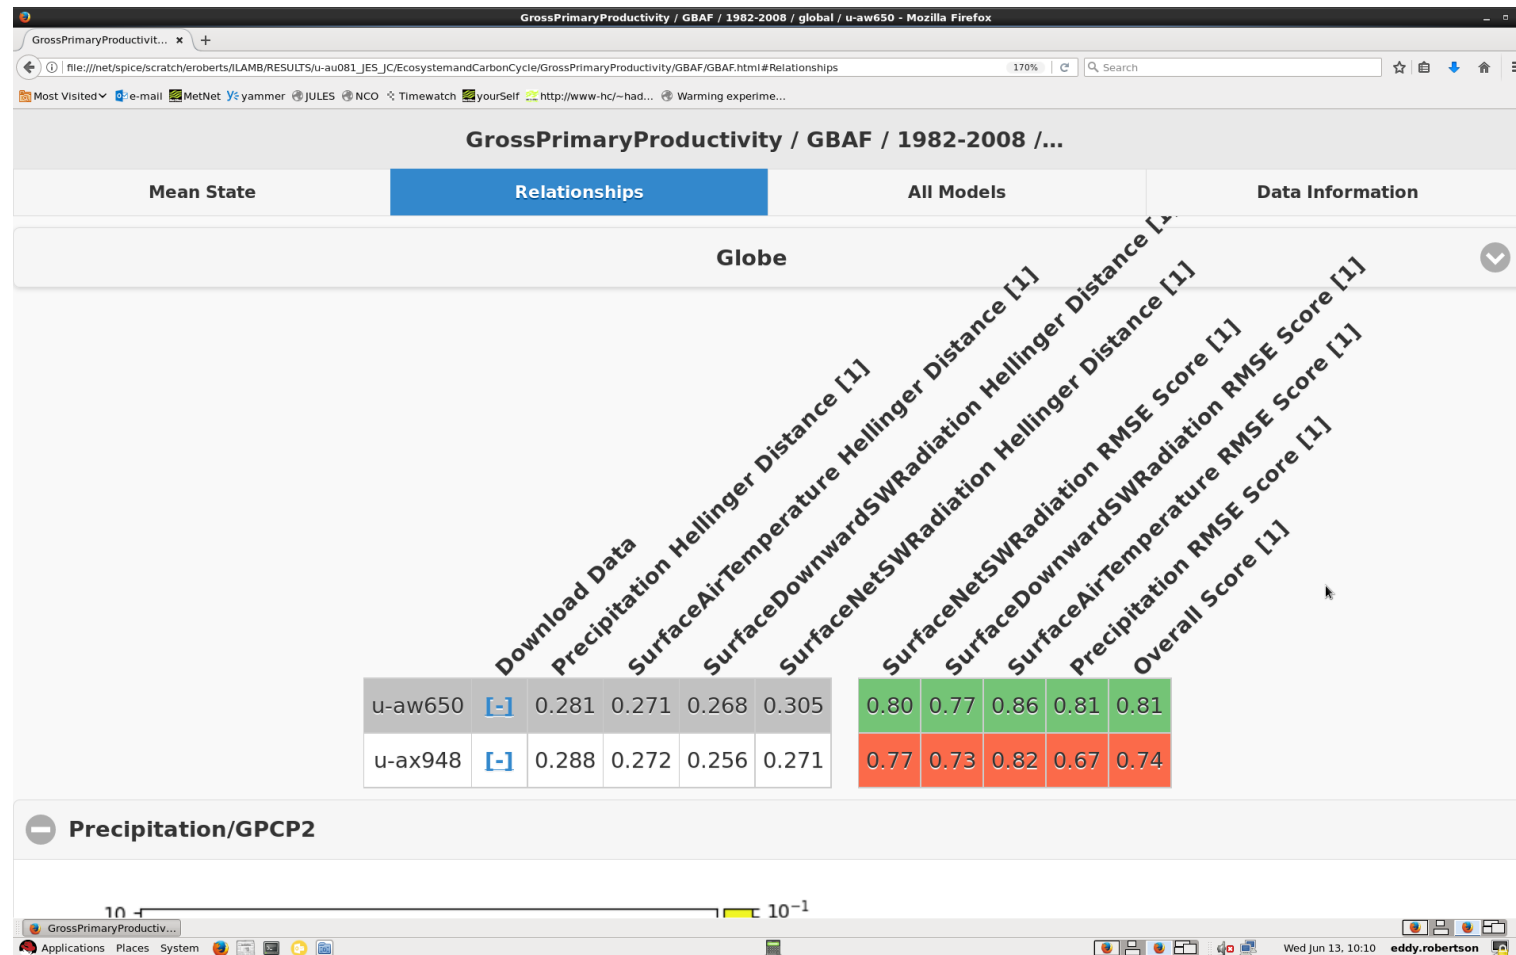 GrossPrimaryProductivity / GBAF / 1982-2008 / global / u-aw650 - Mozilla Firefox
GrossPrimaryProductivit... × +
file:///net/spice/scratch/eroberts/ILAMB/RESULTS/u-au081_JES_JC/EcosystemandCarbonCycle/GrossPrimaryProductivity/GBAF/GBAF.html#Relationships 170% Search
Most Visited e-mail MetNet yammer JULES NCO Timewatch yourSelf http://www-hc/~had... Warming experime...
GrossPrimaryProductivity / GBAF / 1982-2008 /...
Mean State Relationships All Models Data Information
Globe
Download Data
Precipitation Hellinger Distance [1]
SurfaceAirTemperature Hellinger Distance [1]
SurfaceDownwardSWRadiation Hellinger Distance [1]
SurfaceNetSWRadiation Hellinger Distance [1]
SurfaceNetSWRadiation RMSE Score [1]
SurfaceDownwardSWRadiation RMSE Score [1]
SurfaceAirTemperature RMSE Score [1]
Precipitation RMSE Score [1]
Overall Score [1]
u-aw650 [-] 0.281 0.271 0.268 0.305 0.80 0.77 0.86 0.81 0.81
u-ax948 [-] 0.288 0.272 0.256 0.271 0.77 0.73 0.82 0.67 0.74
Precipitation/GPCP2
10 10⁻¹
GrossPrimaryProductiv...
Applications Places System Wed Jun 13, 10:10 eddy.robertson